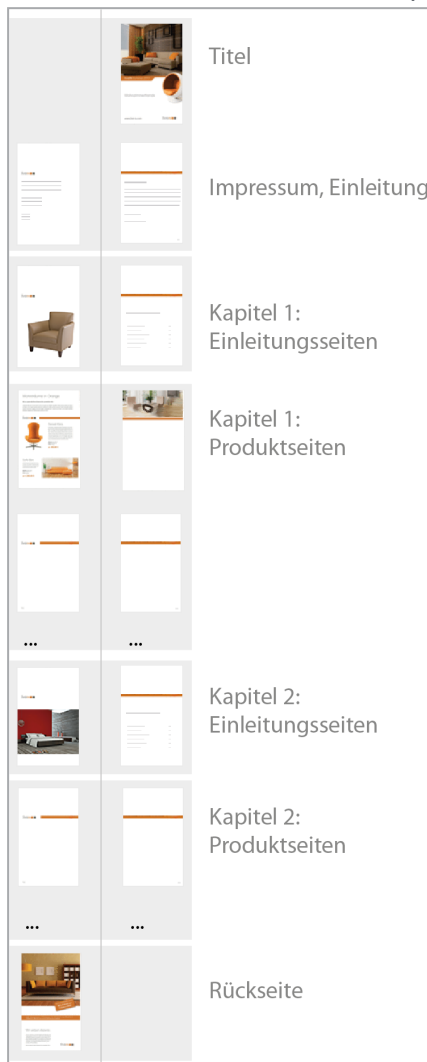 Titel
Impressum, Einleitung
Kapitel 1:
Einleitungsseiten
Kapitel 1:
Produktseiten
...
...
Kapitel 2:
Einleitungsseiten
Kapitel 2:
Produktseiten
...
...
Rückseite